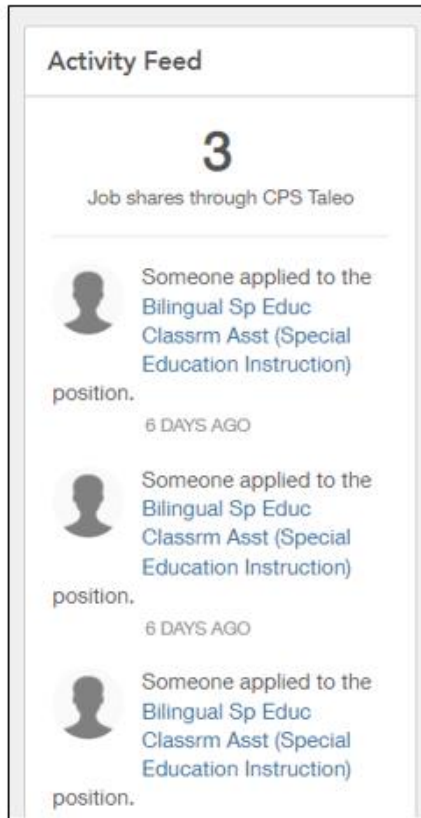 Activity Feed
3
Job shares through CPS Taleo
Someone applied to the
Bilingual Sp Educ
Classrm Asst (Special
Education Instruction)
position.
6 DAYS AGO
Someone applied to the
Bilingual Sp Educ
Classrm Asst (Special
Education Instruction)
position.
6 DAYS AGO
Someone applied to the
Bilingual Sp Educ
Classrm Asst (Special
Education Instruction)
position.